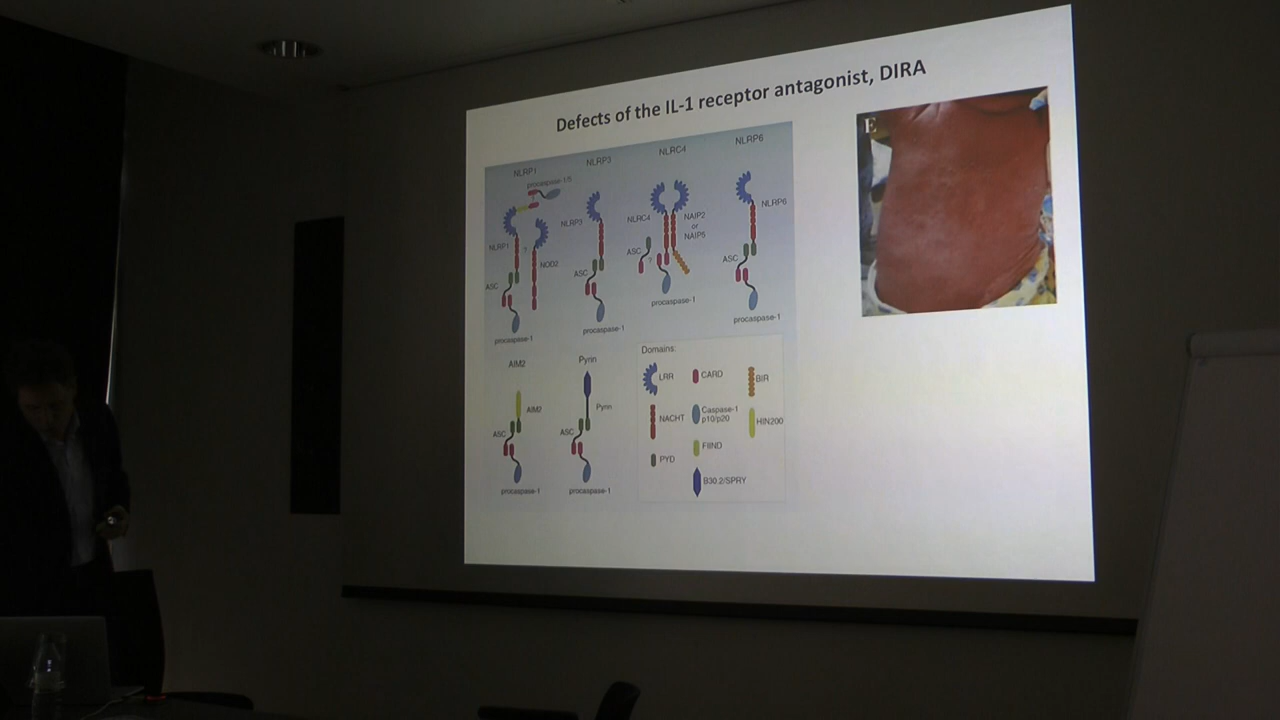 Defects of the IL-1 receptor antagonist, DIRA
E
NLRP1
NLRP3
NLRC4
NLRP6
procaspase-1/5
NLRP1
?
NOD2
ASC
procaspase-1
NLRP3
ASC
procaspase-1
NLRC4
NAIP2
or
NAIP5
ASC
?
procaspase-1
NLRP6
ASC
procaspase-1
AIM2
AIM2
ASC
procaspase-1
Pyrin
Pyrin
ASC
procaspase-1
Domains:
LRR
CARD
BIR
NACHT
Caspase-1
p10/p20
HIN200
FIIND
PYD
B30.2/SPRY